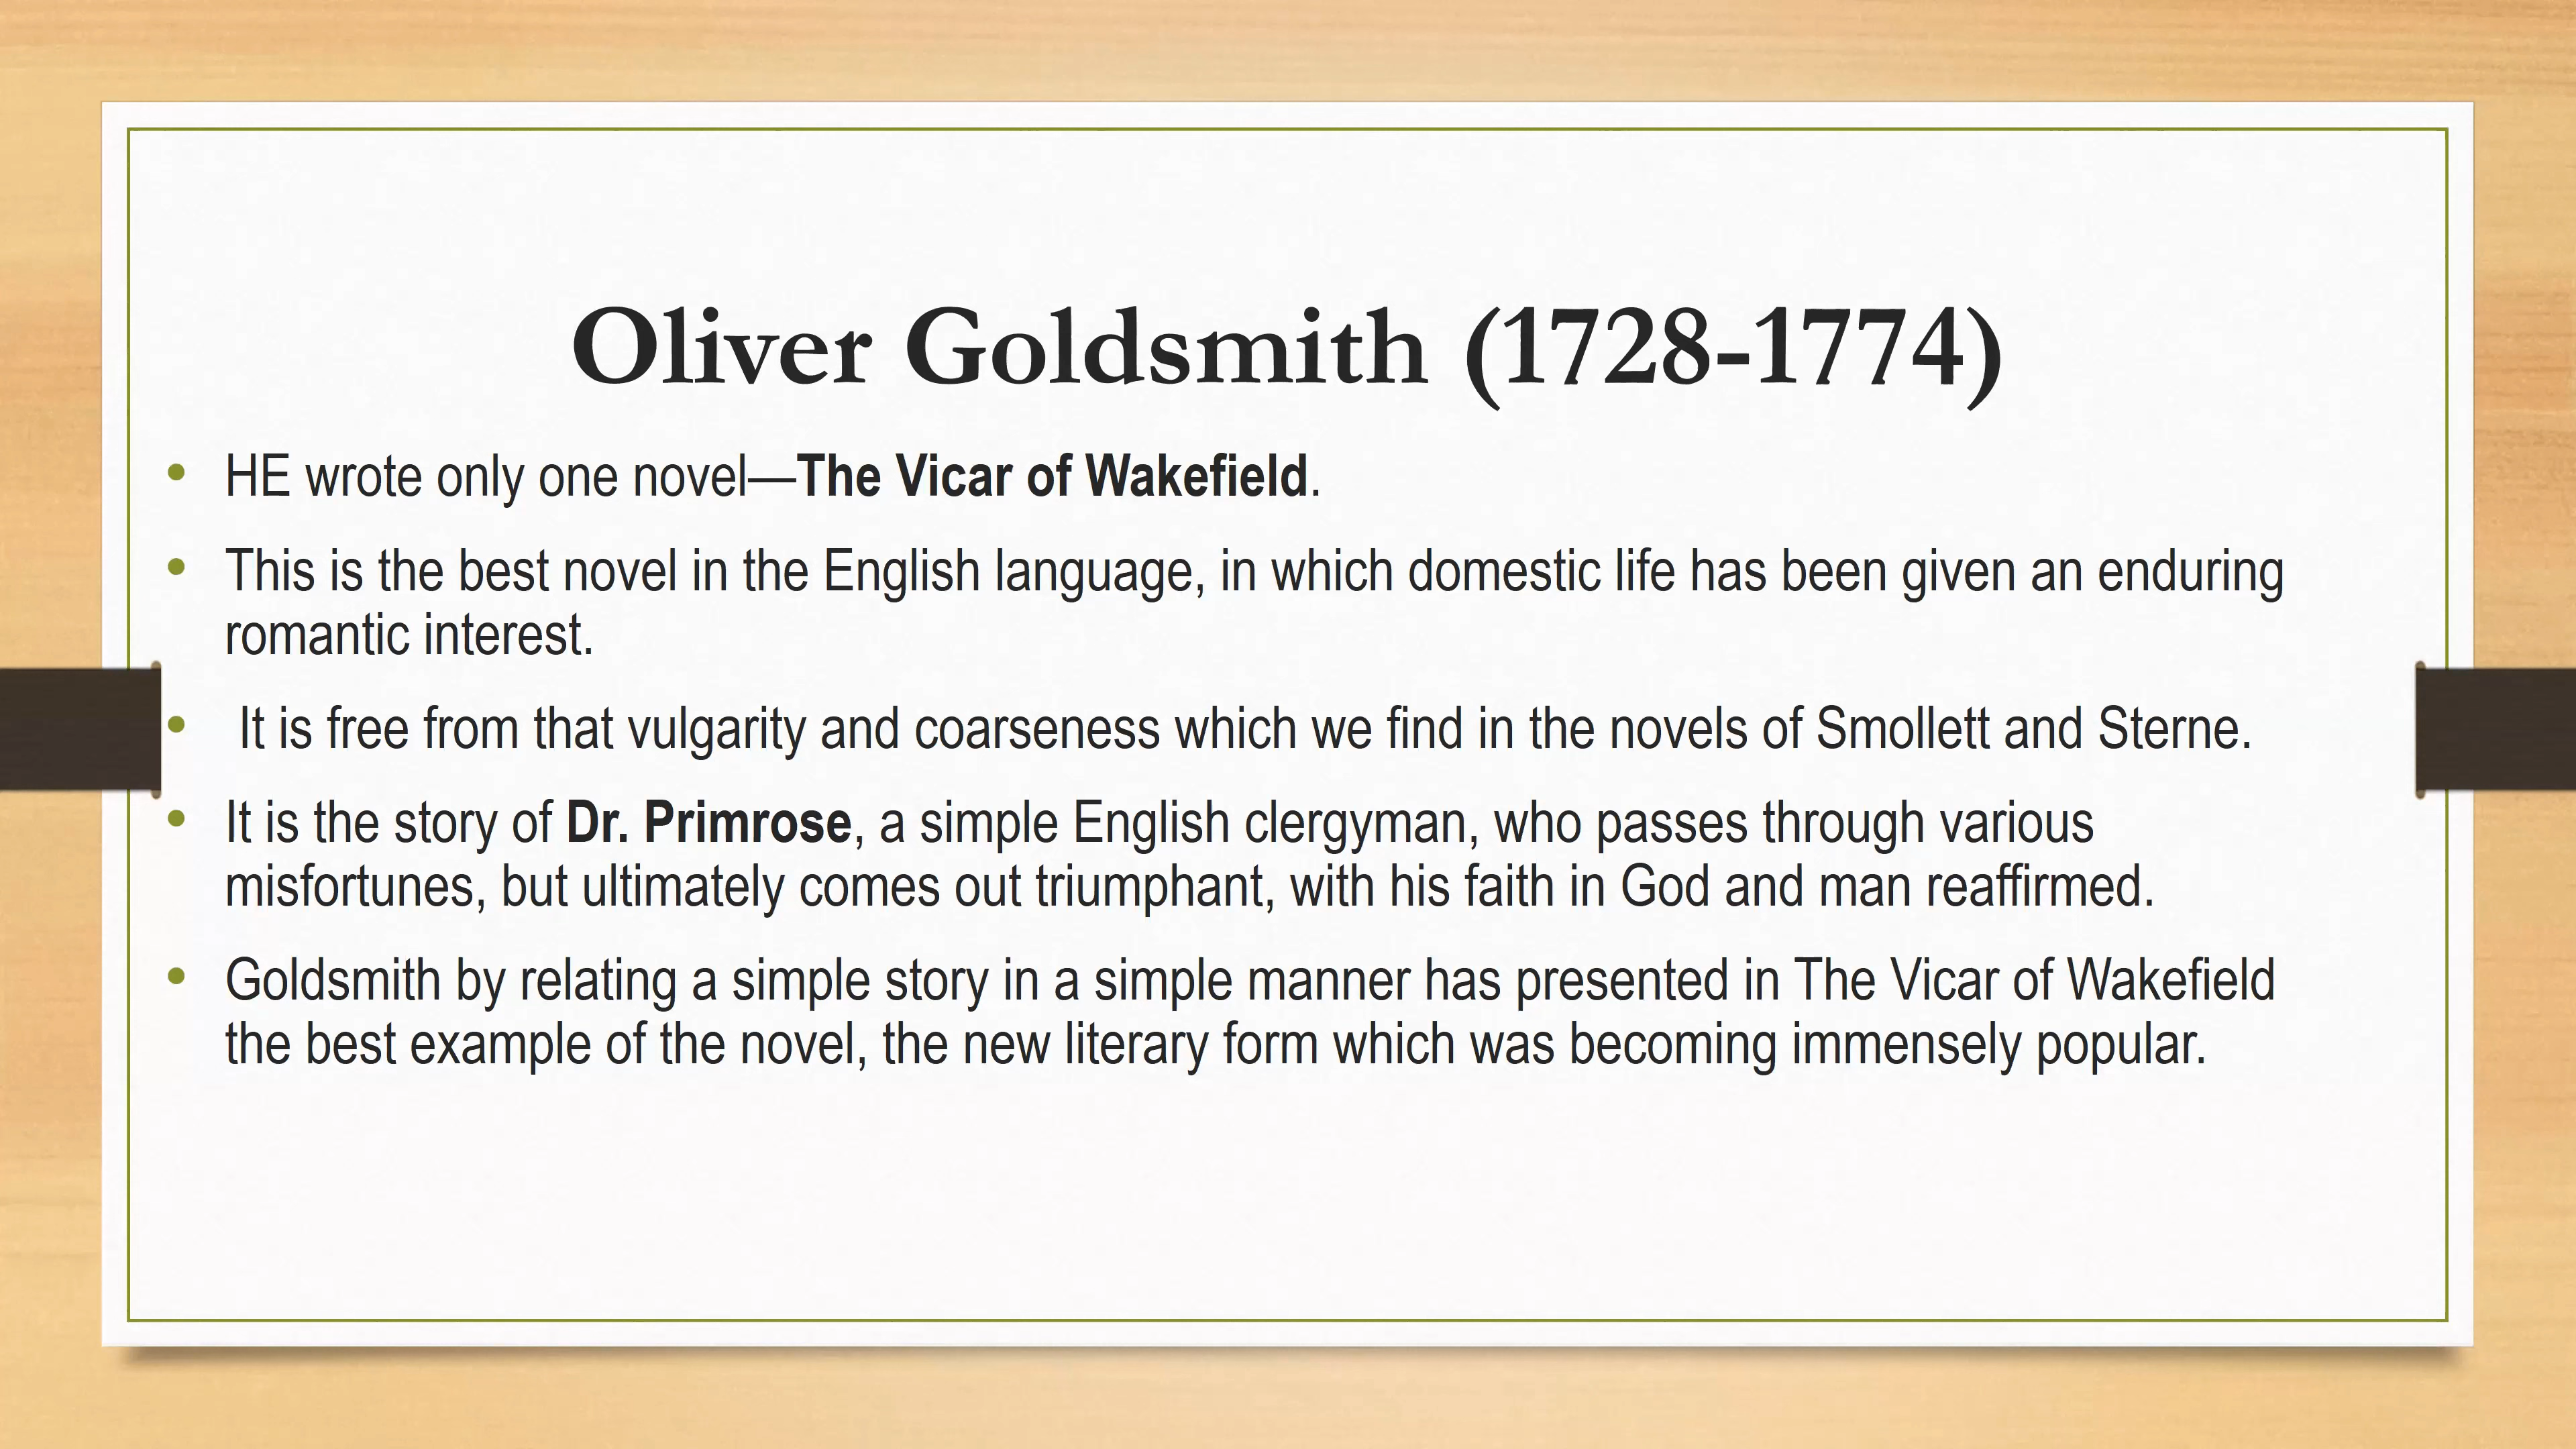 Oliver Goldsmith (1728-1774)
• HE wrote only one novel—The Vicar of Wakefield.
• This is the best novel in the English language, in which domestic life has been given an enduring
romantic interest.
• It is free from that vulgarity and coarseness which we find in the novels of Smollett and Sterne.
• It is the story of Dr. Primrose, a simple English clergyman, who passes through various
misfortunes, but ultimately comes out triumphant, with his faith in God and man reaffirmed.
• Goldsmith by relating a simple story in a simple manner has presented in The Vicar of Wakefield
the best example of the novel, the new literary form which was becoming immensely popular.